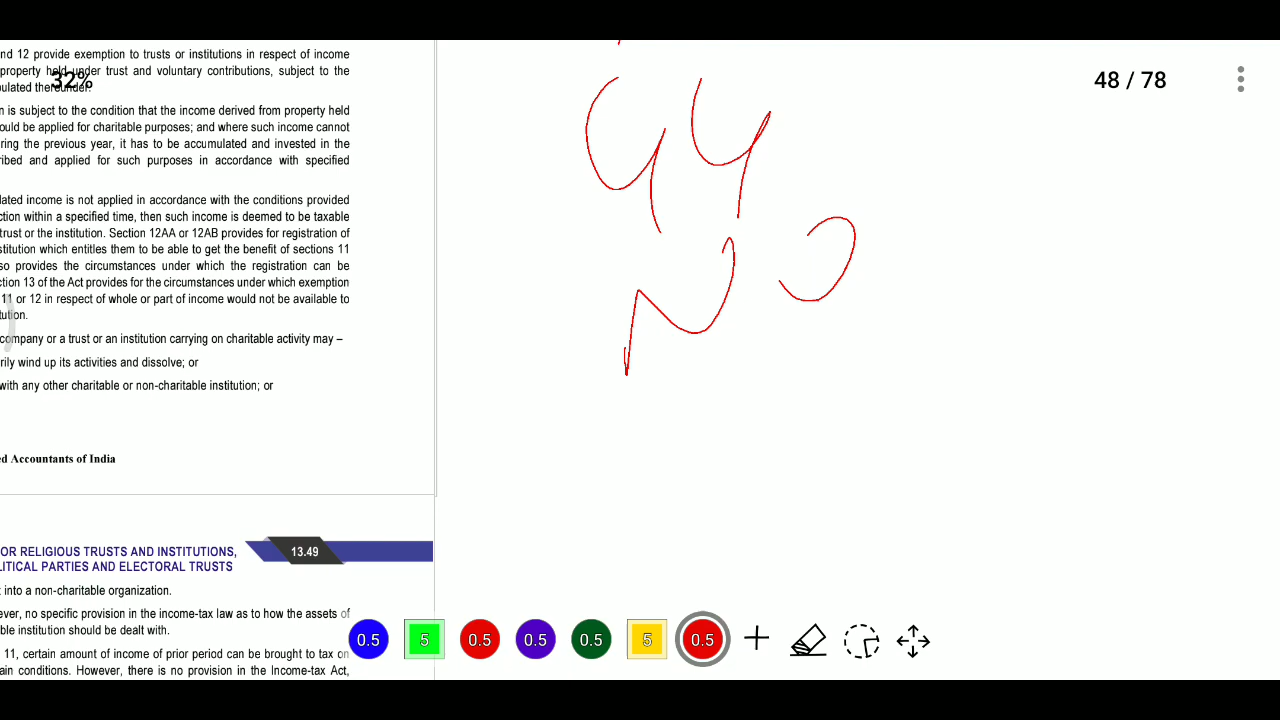 nd 12 provide exemption to trusts or institutions in respect of income
property held under trust and voluntary contributions, subject to the
32%
48 / 78
pulated thereunder.
n is subject to the condition that the income derived from property held
ould be applied for charitable purposes; and where such income cannot
ring the previous year, it has to be accumulated and invested in the
ribed and applied for such purposes in accordance with specified
lated income is not applied in accordance with the conditions provided
ction within a specified time, then such income is deemed to be taxable
trust or the institution. Section 12AA or 12AB provides for registration of
stitution which entitles them to be able to get the benefit of sections 11
so provides the circumstances under which the registration can be
ction 13 of the Act provides for the circumstances under which exemption
11 or 12 in respect of whole or part of income would not be available to
itution.
company or a trust or an institution carrying on charitable activity may –
rily wind up its activities and dissolve; or
with any other charitable or non-charitable institution; or
ed Accountants of India
OR RELIGIOUS TRUSTS AND INSTITUTIONS,
13.49
LITICAL PARTIES AND ELECTORAL TRUSTS
t into a non-charitable organization.
ever, no specific provision in the income-tax law as to how the assets of
ble institution should be dealt with.
11, certain amount of income of prior period can be brought to tax on
ain conditions. However, there is no provision in the Income-tax Act,
0.5 5 0.5 0.5 0.5 5 0.5